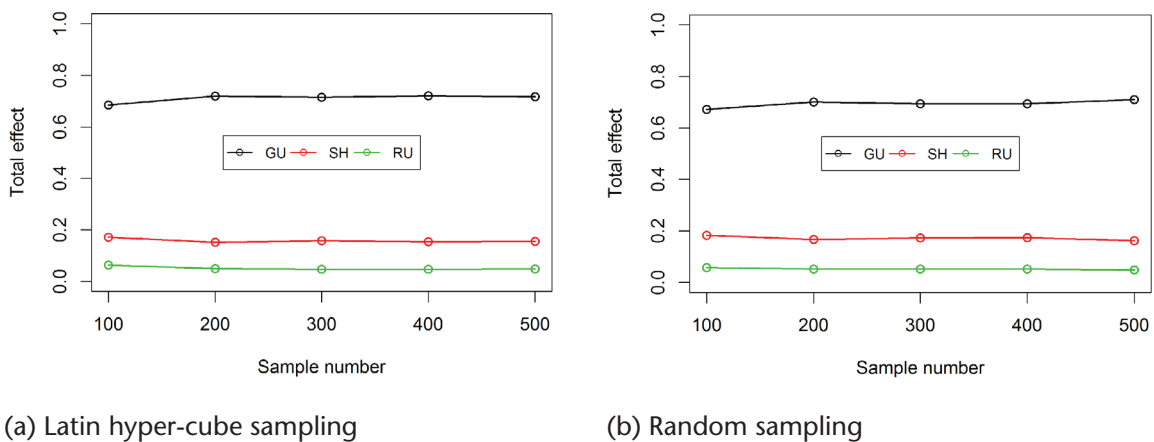 Total effect
1.0
0.8
0.6
0.4
0.2
0.0
GU SH RU
100 200 300 400 500
Sample number
(a) Latin hyper-cube sampling
Total effect
1.0
0.8
0.6
0.4
0.2
0.0
GU SH RU
100 200 300 400 500
Sample number
(b) Random sampling